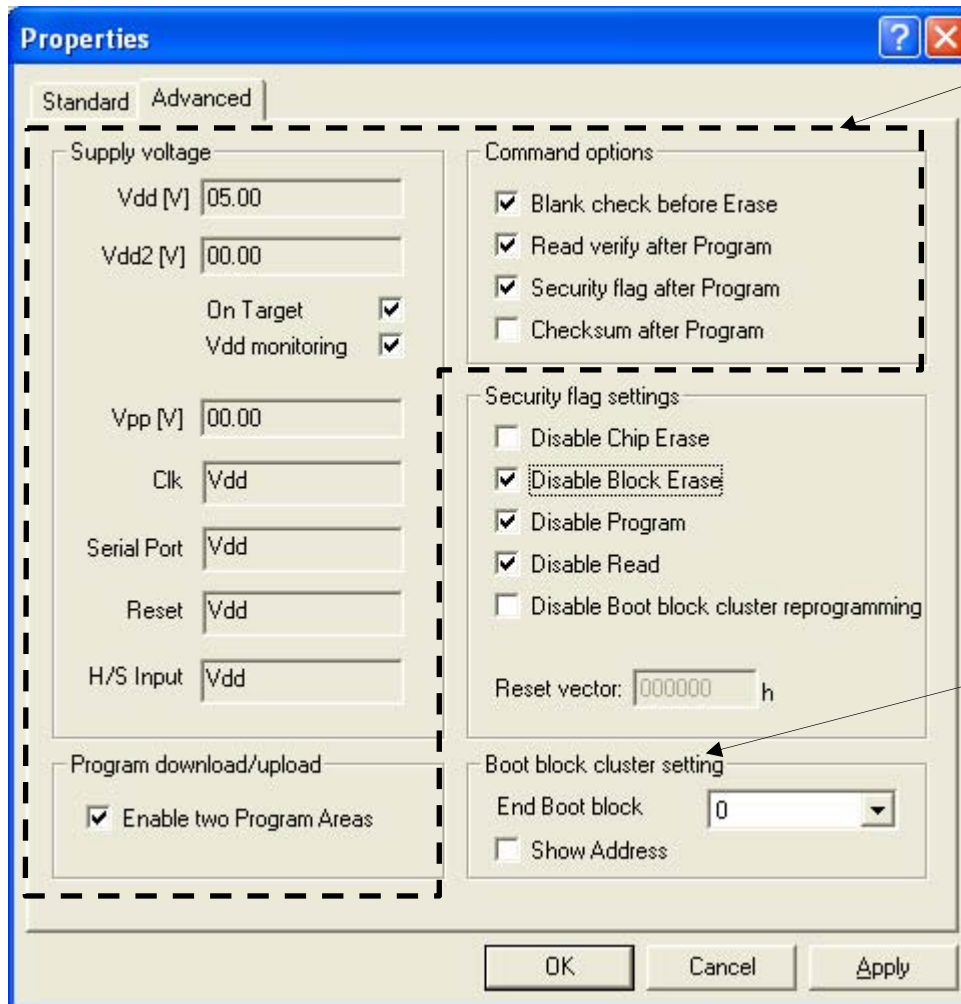 Properties
Standard
Advanced
Supply voltage
Vdd [V] 05.00
Vdd2 [V] 00.00
On Target
Vdd monitoring
Vpp [V] 00.00
Clk Vdd
Serial Port Vdd
Reset Vdd
H/S Input Vdd
Program download/upload
Enable two Program Areas
Command options
Blank check before Erase
Read verify after Program
Security flag after Program
Checksum after Program
Security flag settings
Disable Chip Erase
Disable Block Erase
Disable Program
Disable Read
Disable Boot block cluster reprogramming
Reset vector: 000000 h
Boot block cluster setting
End Boot block 0
Show Address
OK
Cancel
Apply